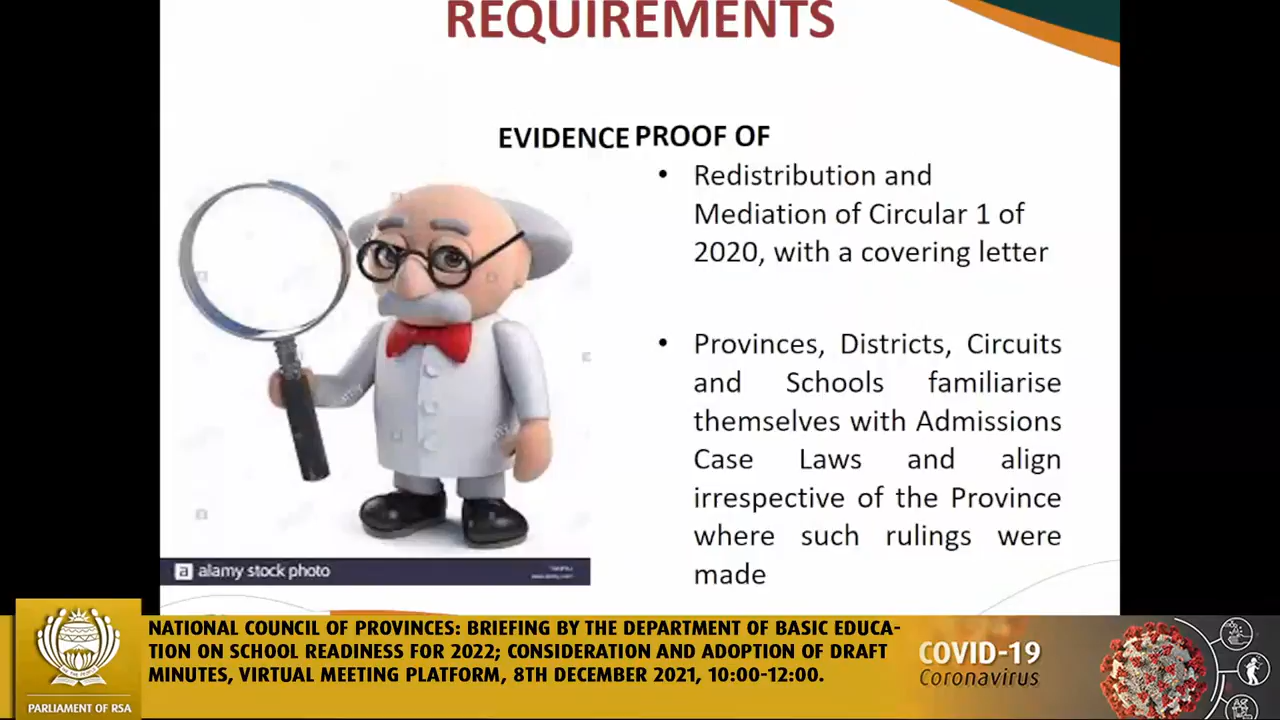 REQUIREMENTS
EVIDENCE PROOF OF
• Redistribution and
Mediation of Circular 1 of
2020, with a covering letter
• Provinces, Districts, Circuits
and Schools familiarise
themselves with Admissions
Case Laws and align
irrespective of the Province
where such rulings were
made
a alamy stock photo
NATIONAL COUNCIL OF PROVINCES: BRIEFING BY THE DEPARTMENT OF BASIC EDUCA-
TION ON SCHOOL READINESS FOR 2022; CONSIDERATION AND ADOPTION OF DRAFT
MINUTES, VIRTUAL MEETING PLATFORM, 8TH DECEMBER 2021, 10:00-12:00.
PARLIAMENT OF RSA
COVID-19
Coronavirus